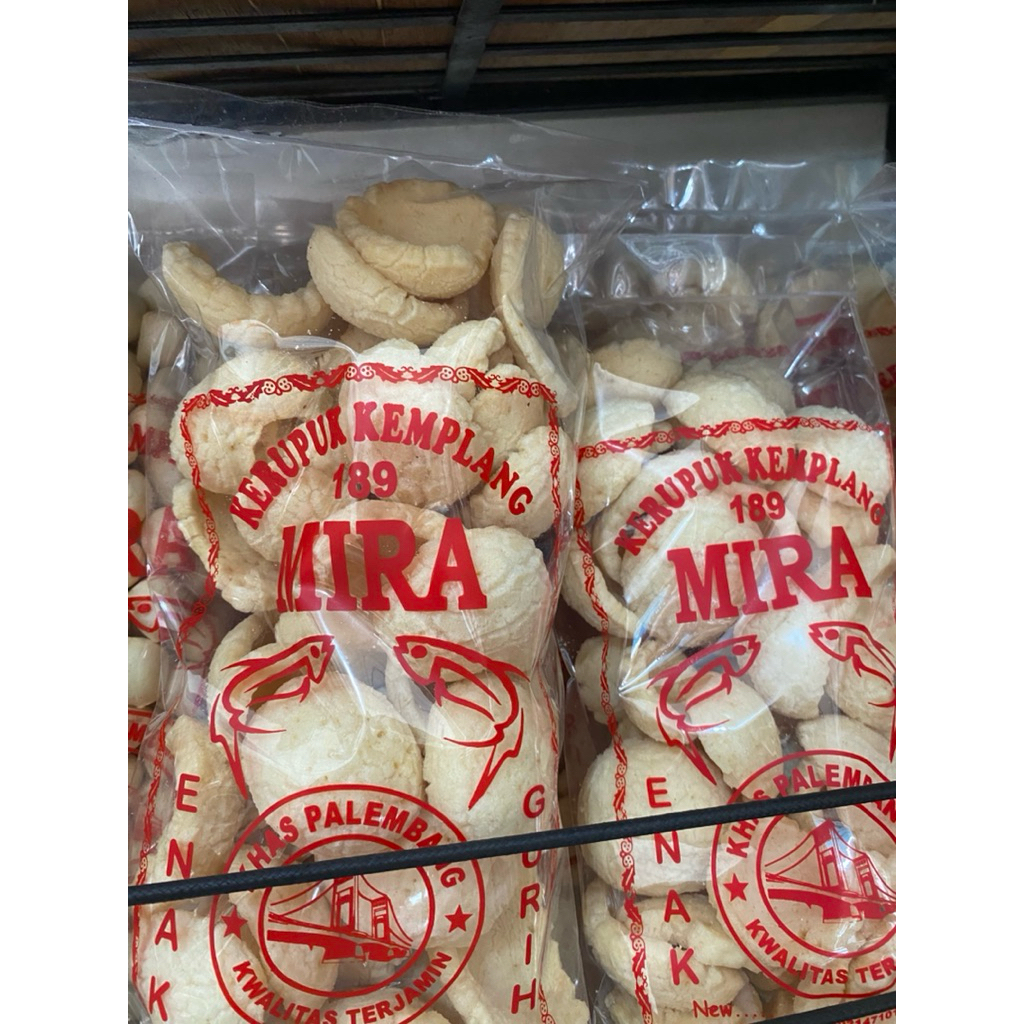 KERUPUK KEMPLANG
189
MIRA
ENAK
GURIH
KHAS PALEMBANG
KWALITAS TERJAMIN
KERUPUK KEMPLANG
189
MIRA
ENAK
KHAS PALEMBAN
KWALITAS TER
New...